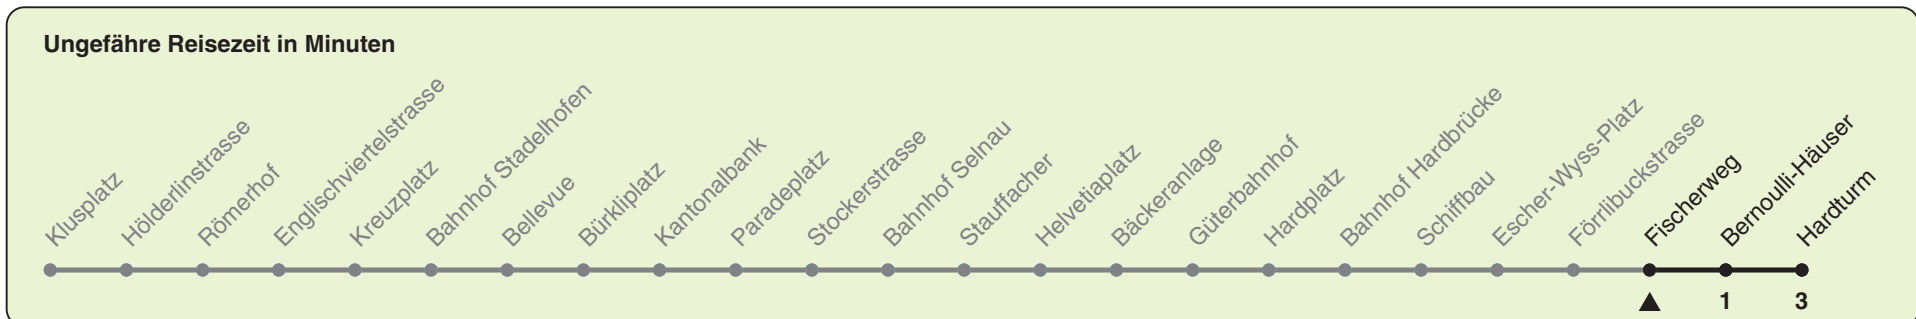 Ungefähre Reisezeit in Minuten
Klusplatz
Hölderlinstrasse
Römerhof
Englischviertelstrasse
Kreuzplatz
Bahnhof Stadelhofen
Bellevue
Bürkliplatz
Kantonalbank
Paradeplatz
Stockerstrasse
Bahnhof Selnau
Stauffacher
Helvetiaplatz
Bäckeranlage
Güterbahnhof
Hardplatz
Bahnhof Hardbrücke
Schiffbau
Escher-Wyss-Platz
Förrlibuckstrasse
Fischerweg
Bernoulli-Häuser
Hardturm
1 3